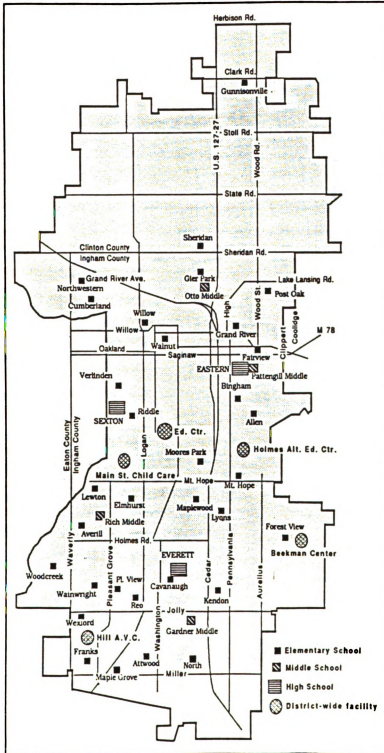 Herbison Rd.
Clark Rd.
Gunnisonville
U.S. 127-27
Wood Rd.
Stoll Rd.
State Rd.
Sheridan
Clinton County
Ingham County
Sheridan Rd.
Grand River Ave.
Gier Park
Lake Lansing Rd.
Northwestern
Otto Middle
High
Wood St.
Post Oak
Cumberland
Clippert
Coolidge
Willow
Grand River
M 78
Willow
Walnut
Fairview
Oakland
Saginaw
EASTERN
Pattengill Middle
Verlinden
Bingham
SEXTON
Riddle
Allen
Eaton County
Ingham County
Logan
Ed. Ctr.
Holmes Alt. Ed. Ctr.
Moores Park
Main St. Child Care
Mt. Hope
Mt. Hope
Lewton
Elmhurst
Maplewood
Rich Middle
Lyons
Forest View
Averill
Holmes Rd.
Beekman Center
Waverly
Pleasant Grove
EVERETT
Cedar
Pennsylvania
Aurelius
Woodcreek
Cavanaugh
Wainwright
Pl. View
Reo
Kendon
Washington
Jolly
Wexford
Gardner Middle
Hill A.V.C.
Franks
Attwood
North
Maple Grove
Miller
Elementary School
Middle School
High School
District-wide facility